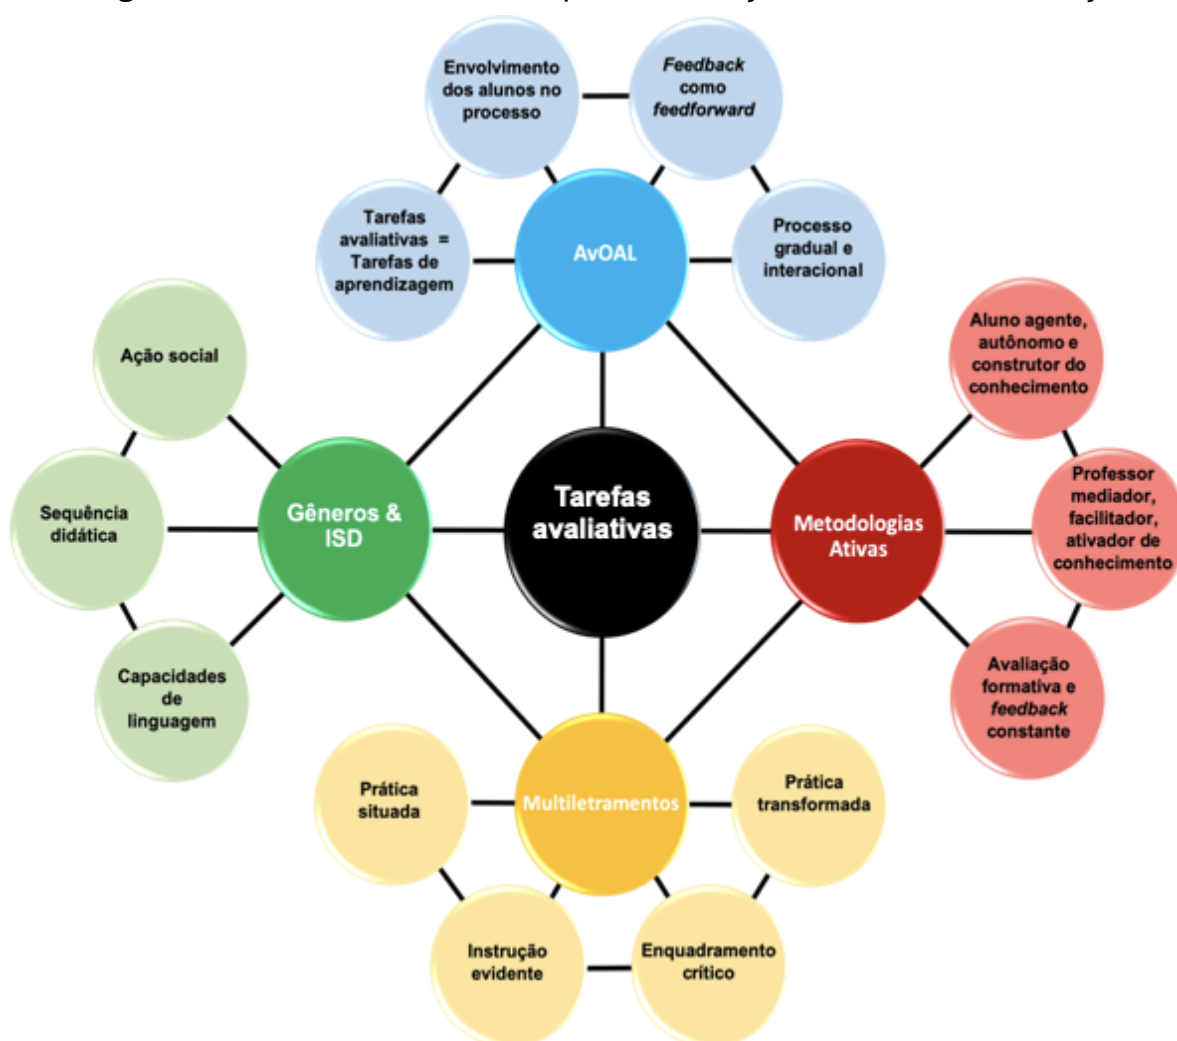 Envolvimento
dos alunos no
processo
Feedback
como
feedforward
Tarefas
avaliativas =
Tarefas de
aprendizagem
AvOAL
Processo
gradual e
interacional
Ação social
Aluno agente,
autônomo e
construtor do
conhecimento
Sequência
didática
Gêneros &
ISD
Tarefas
avaliativas
Metodologias
Ativas
Professor
mediador,
facilitador,
ativador de
conhecimento
Capacidades
de
linguagem
Avaliação
formativa e
feedback
constante
Prática
situada
Multiletramentos
Prática
transformada
Instrução
evidente
Enquadramento
crítico